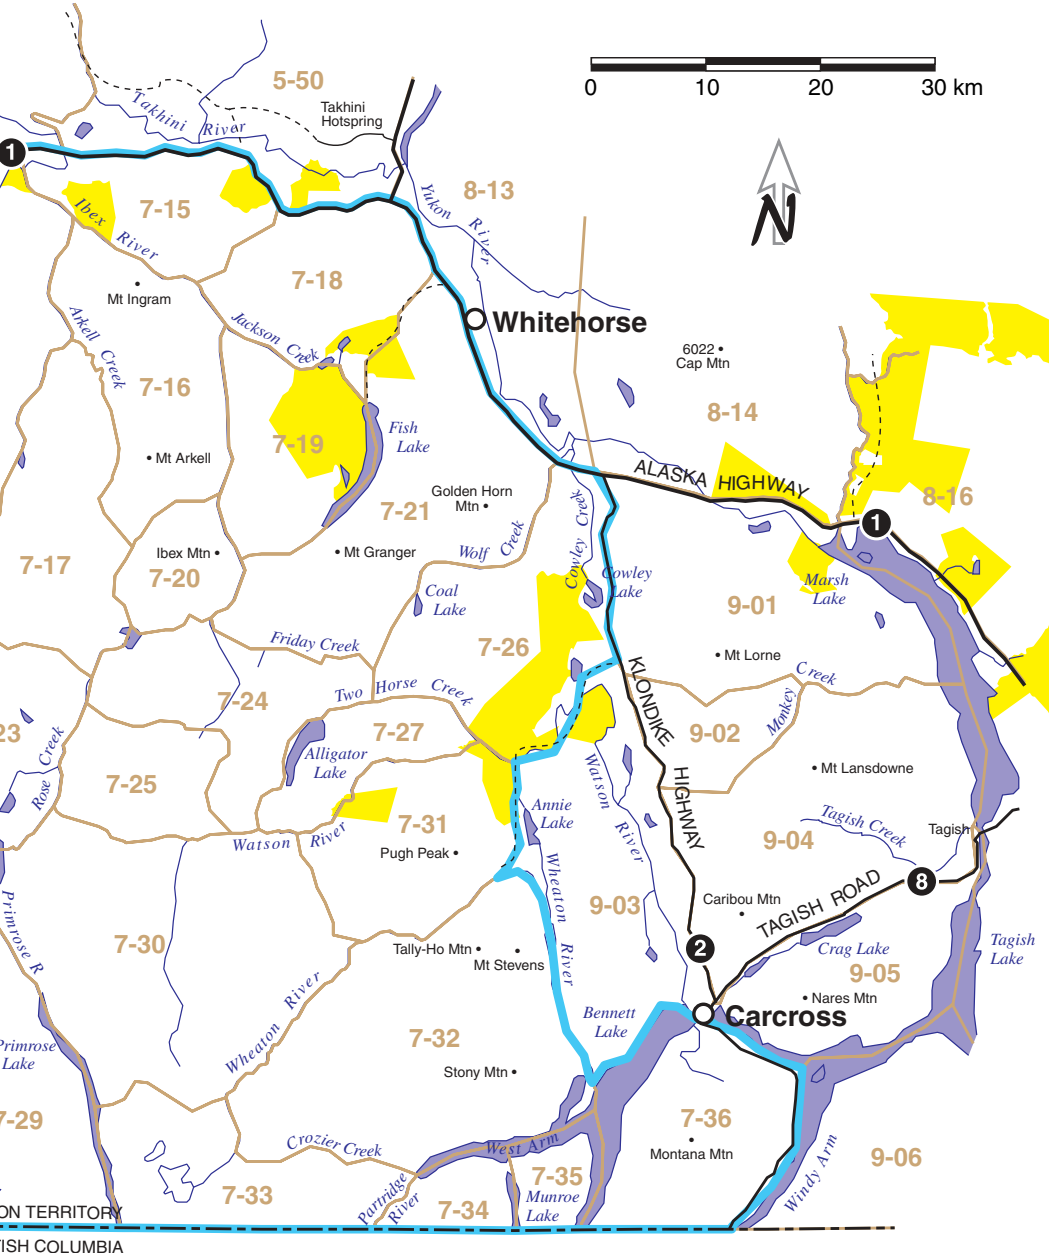 5-50
0 10 20 30 km
Takhini
Hotspring
Takhini River
1
8-13
Yukon River
N
7-15
Ibex River
7-18
Mt Ingram
Whitehorse
Jackson Creek
Arkell Creek
6022
Cap Mtn
7-16
8-14
Fish
Lake
7-19
Mt Arkell
ALASKA HIGHWAY
Golden Horn
Mtn
8-16
7-21
1
Cowley Creek
Wolf Creek
Ibex Mtn
Mt Granger
7-17
7-20
Cowley
Lake
Marsh
Lake
Coal
Lake
9-01
Friday Creek
7-26
Mt Lorne
KLONDIKE HIGHWAY
Monkey Creek
Two Horse Creek
7-24
23
7-27
9-02
Rose Creek
Alligator
Lake
7-25
Mt Lansdowne
Watson River
Annie
Lake
Tagish Creek
Tagish
7-31
Watson River
9-04
Pugh Peak
8
Wheaton River
TAGISH ROAD
Primrose R
9-03
Caribou Mtn
7-30
Tally-Ho Mtn
Mt Stevens
2
Crag Lake
Tagish
Lake
9-05
Wheaton River
Nares Mtn
Bennett
Lake
Carcross
7-32
Primrose
Lake
Stony Mtn
7-29
7-36
Crozier Creek
West Arm
Montana Mtn
9-06
Windy Arm
7-33
Partridge
River
7-34
7-35
Munroe
Lake
ON TERRITORY
ISH COLUMBIA